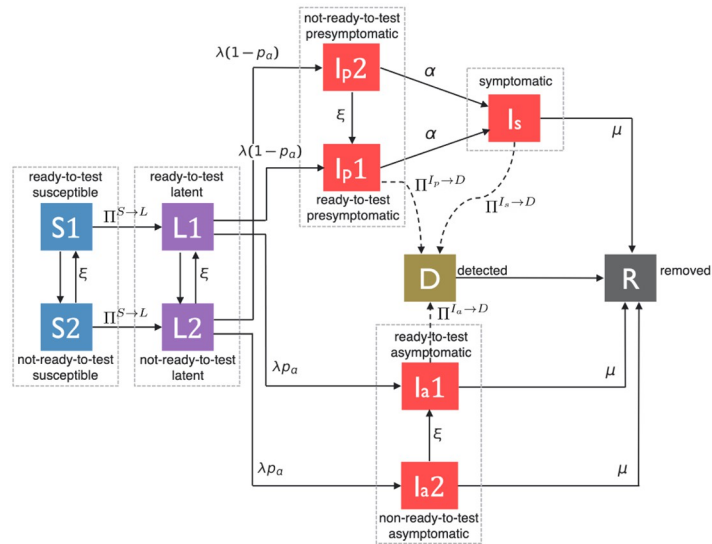 not-ready-to-test
presymptomatic
λ(1−pₐ)
Iₚ2
α
symptomatic
Iₛ
ξ
μ
λ(1−pₐ)
α
Iₚ1
ready-to-test
presymptomatic
Π^{Iₚ→D}
Π^{Iₛ→D}
ready-to-test
susceptible
ready-to-test
latent
S1
Π^{S→L}
L1
ξ
ξ
D
detected
R
removed
S2
Π^{S→L}
L2
Π^{Iₐ→D}
not-ready-to-test
susceptible
not-ready-to-test
latent
ready-to-test
asymptomatic
λpₐ
Iₐ1
μ
ξ
λpₐ
Iₐ2
μ
non-ready-to-test
asymptomatic